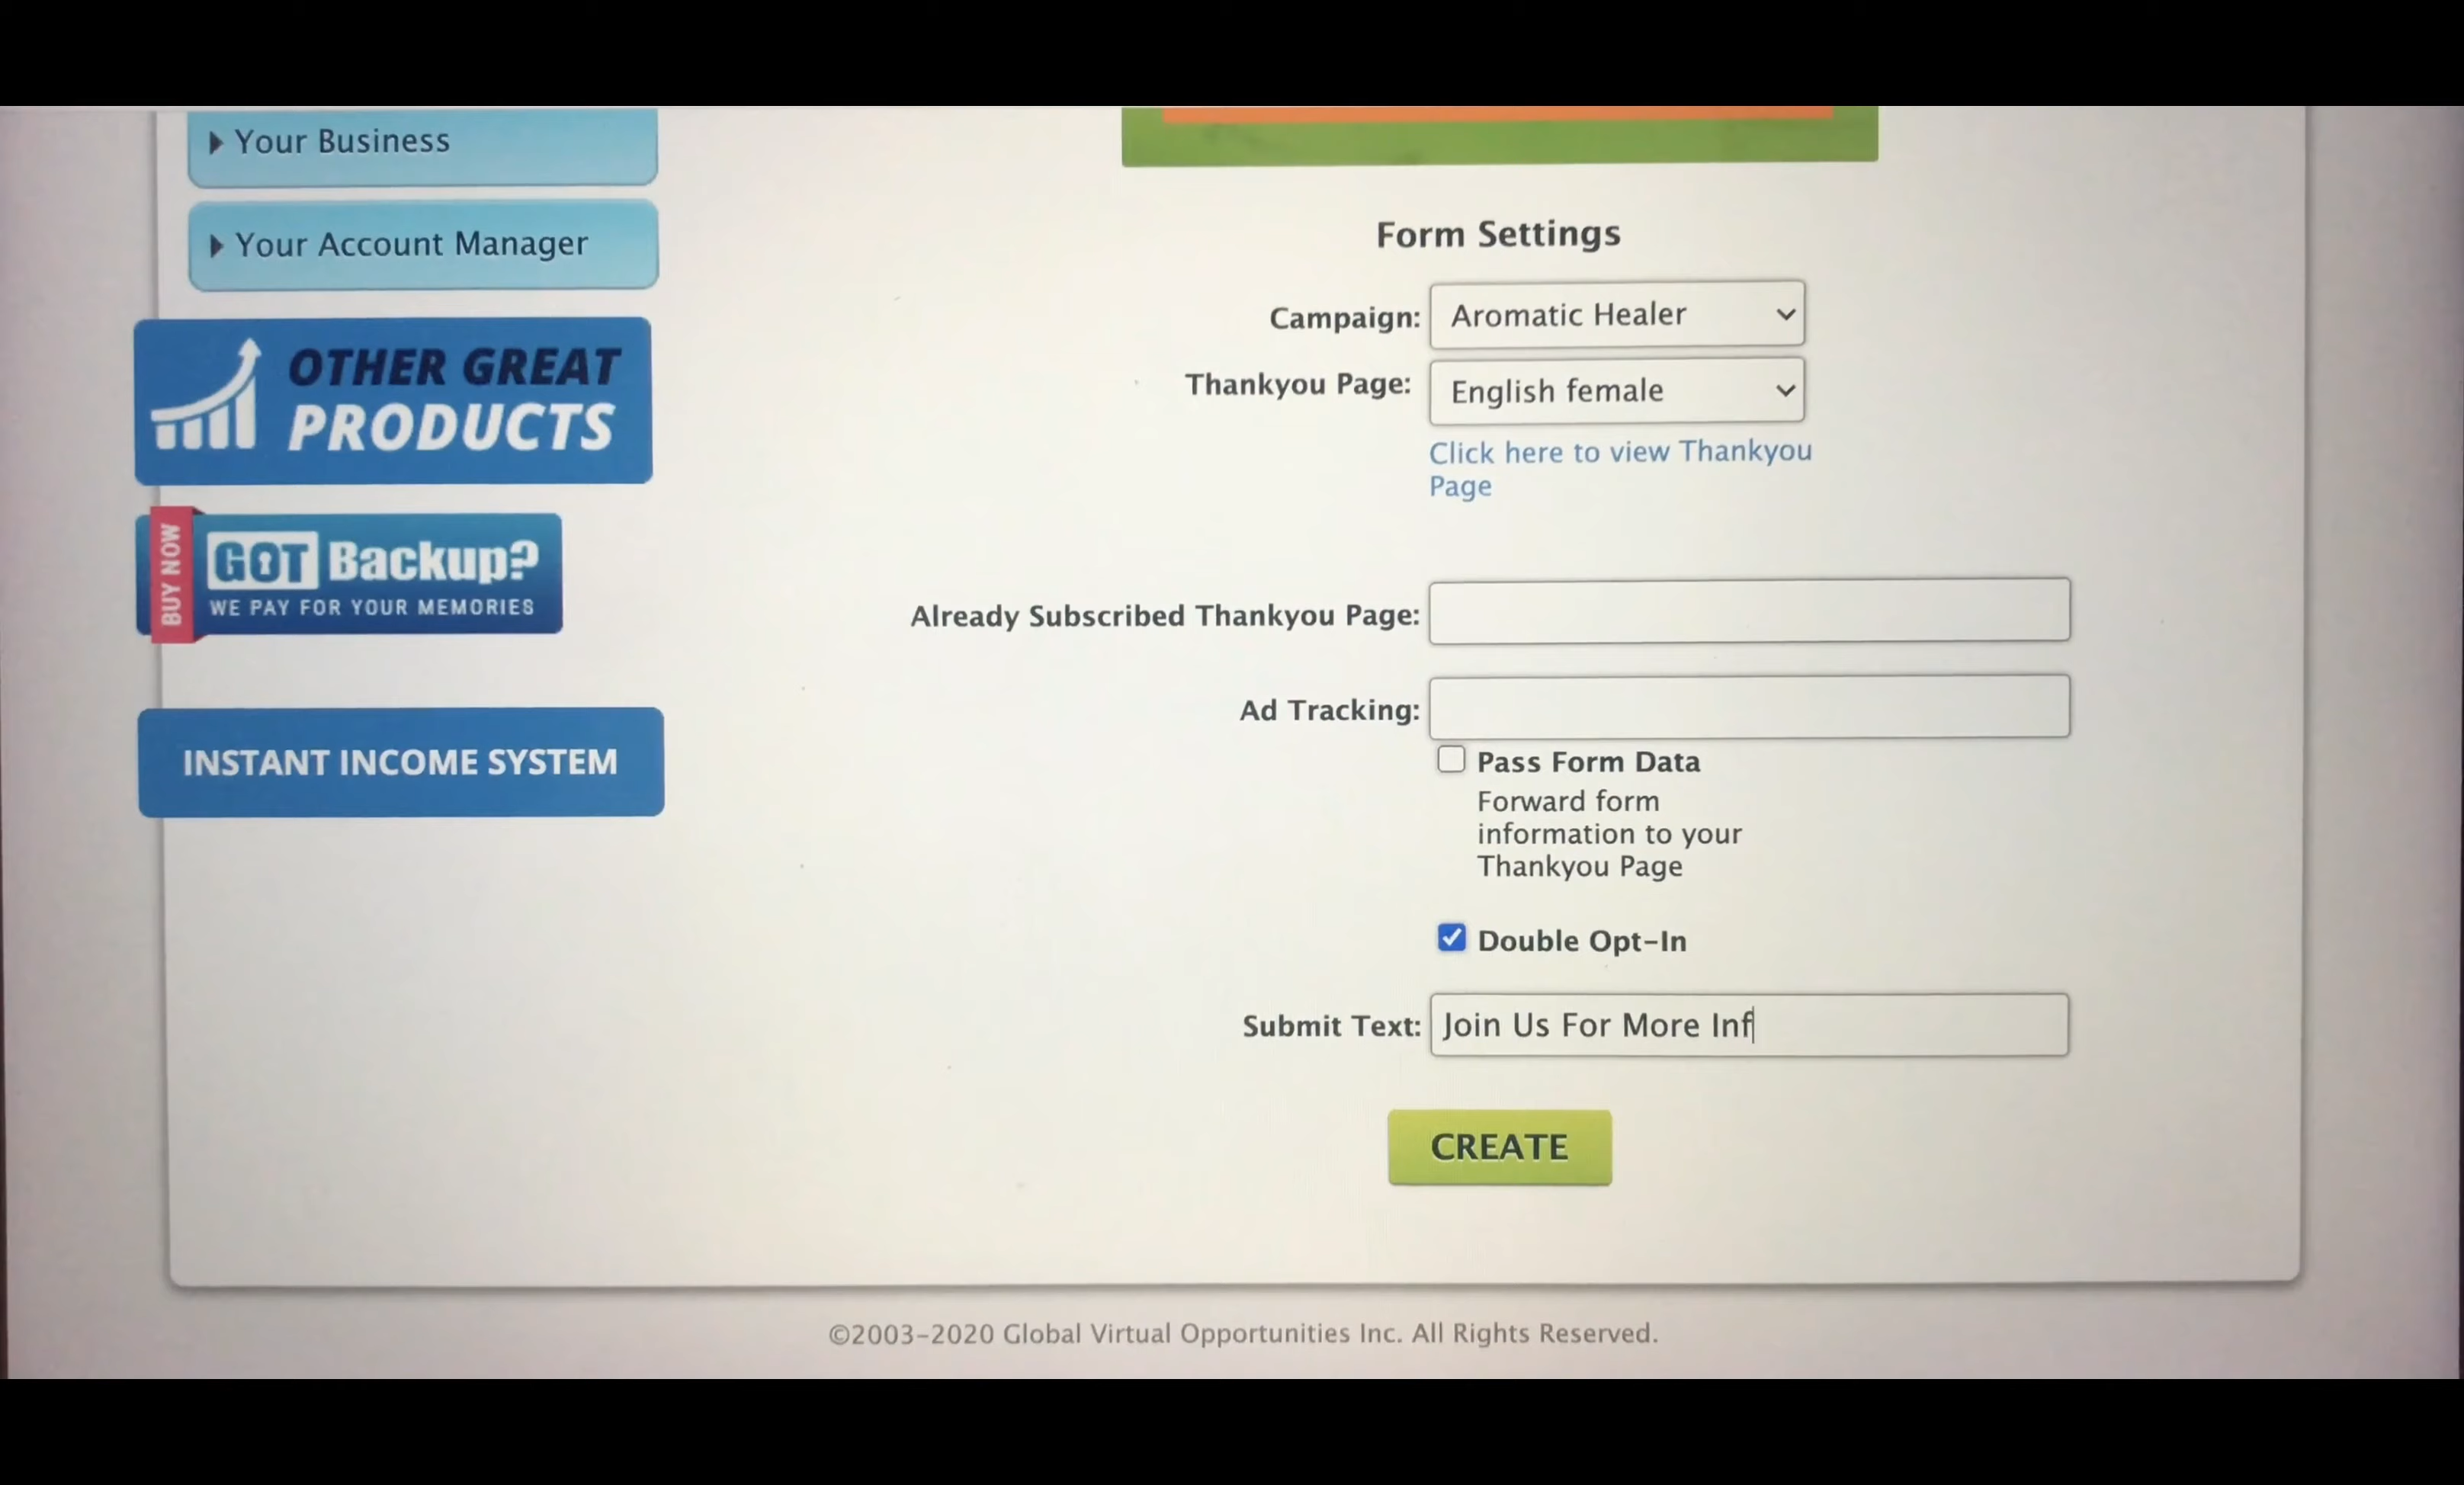 Your Business
Your Account Manager
OTHER GREAT
PRODUCTS
BUY NOW
GOT Backup?
WE PAY FOR YOUR MEMORIES
INSTANT INCOME SYSTEM
Form Settings
Campaign: Aromatic Healer
Thankyou Page: English female
Click here to view Thankyou
Page
Already Subscribed Thankyou Page:
Ad Tracking:
Pass Form Data
Forward form
information to your
Thankyou Page
Double Opt-In
Submit Text: Join Us For More Inf
CREATE
©2003-2020 Global Virtual Opportunities Inc. All Rights Reserved.